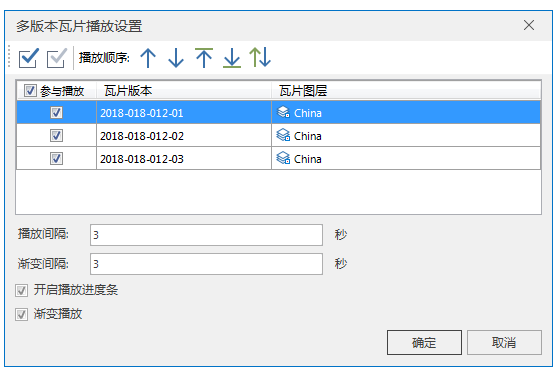 多版本瓦片播放设置
播放顺序:
参与播放 瓦片版本 瓦片图层
2018-018-012-01 China
2018-018-012-02 China
2018-018-012-03 China
播放间隔: 3 秒
渐变间隔: 3 秒
开启播放进度条
渐变播放
确定 取消